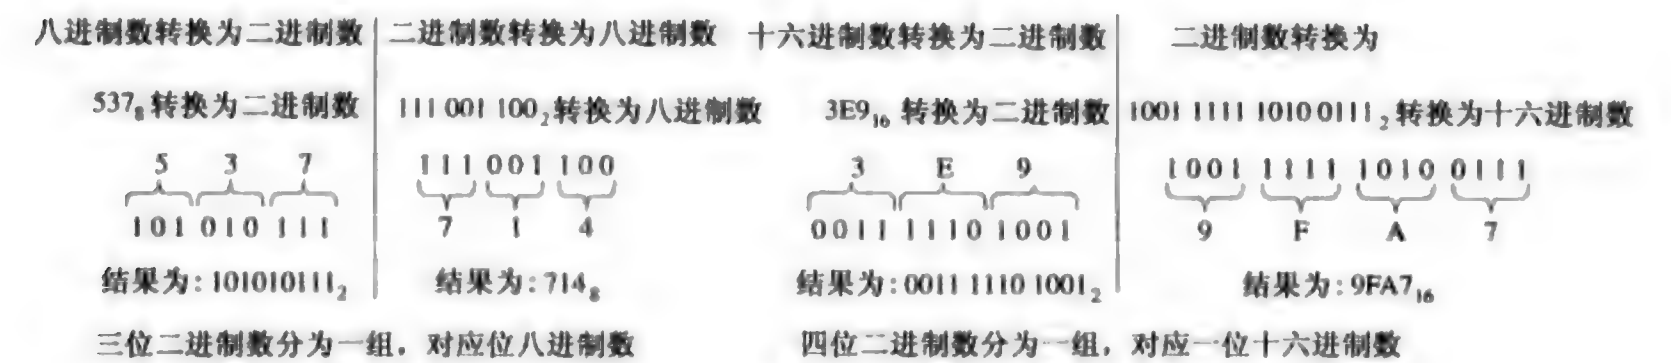 八进制数转换为二进制数
537₈转换为二进制数
5 3 7
101 010 111
结果为:101010111₂
二进制数转换为八进制数
111 001 100₂转换为八进制数
111 001 100
7 1 4
结果为:714₈
三位二进制数分为一组，对应位八进制数
十六进制数转换为二进制数
3E9₁₆ 转换为二进制数
3 E 9
0011 1110 1001
结果为:0011 1110 1001₂
二进制数转换为
1001 1111 1010 0111₂转换为十六进制数
1001 1111 1010 0111
9 F A 7
结果为:9FA7₁₆
四位二进制数分为一组，对应一位十六进制数